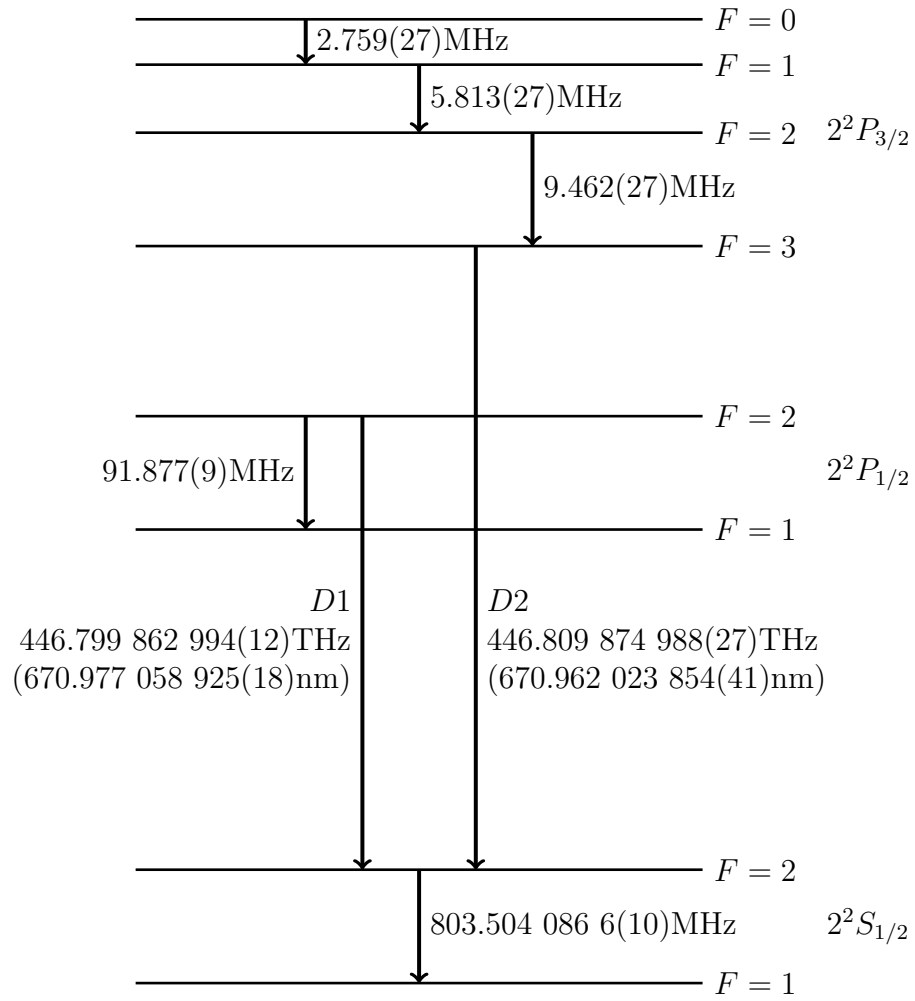 F = 0
2.759(27)MHz
F = 1
5.813(27)MHz
F = 2 2²P₃/₂
9.462(27)MHz
F = 3
F = 2
91.877(9)MHz 2²P₁/₂
F = 1
D1 D2
446.799 862 994(12)THz 446.809 874 988(27)THz
(670.977 058 925(18)nm) (670.962 023 854(41)nm)
F = 2
803.504 086 6(10)MHz 2²S₁/₂
F = 1